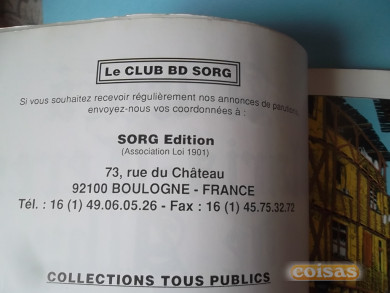 Le CLUB BD SORG
Si vous souhaitez recevoir régulièrement nos annonces de parutions,
envoyez-nous vos coordonnées à :
SORG Edition
(Association Loi 1901)
73, rue du Château
92100 BOULOGNE - FRANCE
Tél. : 16 (1) 49.06.05.26 - Fax : 16 (1) 45.75.32.72
COLLECTIONS TOUS PUBLICS
coisas